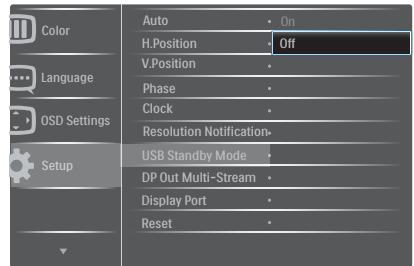 Color
Language
OSD Settings
Setup
Auto
H.Position
V.Position
Phase
Clock
Resolution Notification
USB Standby Mode
DP Out Multi-Stream
Display Port
Reset
On
Off